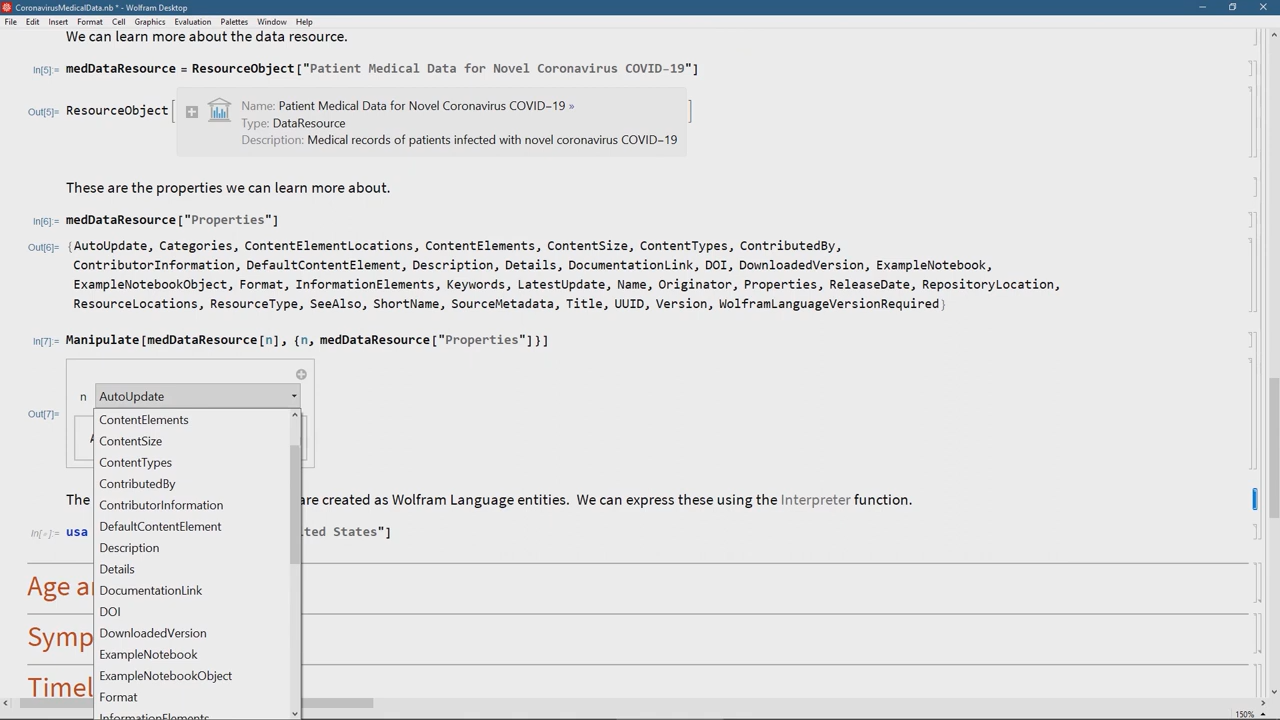 CoronavirusMedicalData.nb * - Wolfram Desktop
File Edit Insert Format Cell Graphics Evaluation Palettes Window Help
We can learn more about the data resource.
In[5]:= medDataResource = ResourceObject["Patient Medical Data for Novel Coronavirus COVID-19"]
Out[5]= ResourceObject[ Name: Patient Medical Data for Novel Coronavirus COVID-19 » ]
Type: DataResource
Description: Medical records of patients infected with novel coronavirus COVID-19
These are the properties we can learn more about.
In[6]:= medDataResource["Properties"]
Out[6]= {AutoUpdate, Categories, ContentElementLocations, ContentElements, ContentSize, ContentTypes, ContributedBy,
ContributorInformation, DefaultContentElement, Description, Details, DocumentationLink, DOI, DownloadedVersion, ExampleNotebook,
ExampleNotebookObject, Format, InformationElements, Keywords, LatestUpdate, Name, Originator, Properties, ReleaseDate, RepositoryLocation,
ResourceLocations, ResourceType, SeeAlso, ShortName, SourceMetadata, Title, UUID, Version, WolframLanguageVersionRequired}
In[7]:= Manipulate[medDataResource[n], {n, medDataResource["Properties"]}]
n AutoUpdate
Out[7]=
ContentElements
ContentSize
ContentTypes
ContributedBy
ContributorInformation
DefaultContentElement
Description
Details
DocumentationLink
DOI
DownloadedVersion
ExampleNotebook
ExampleNotebookObject
Format
InformationElements
The are created as Wolfram Language entities. We can express these using the Interpreter function.
In[•]:= usa ted States"]
Age a
Symp
Timel
150%